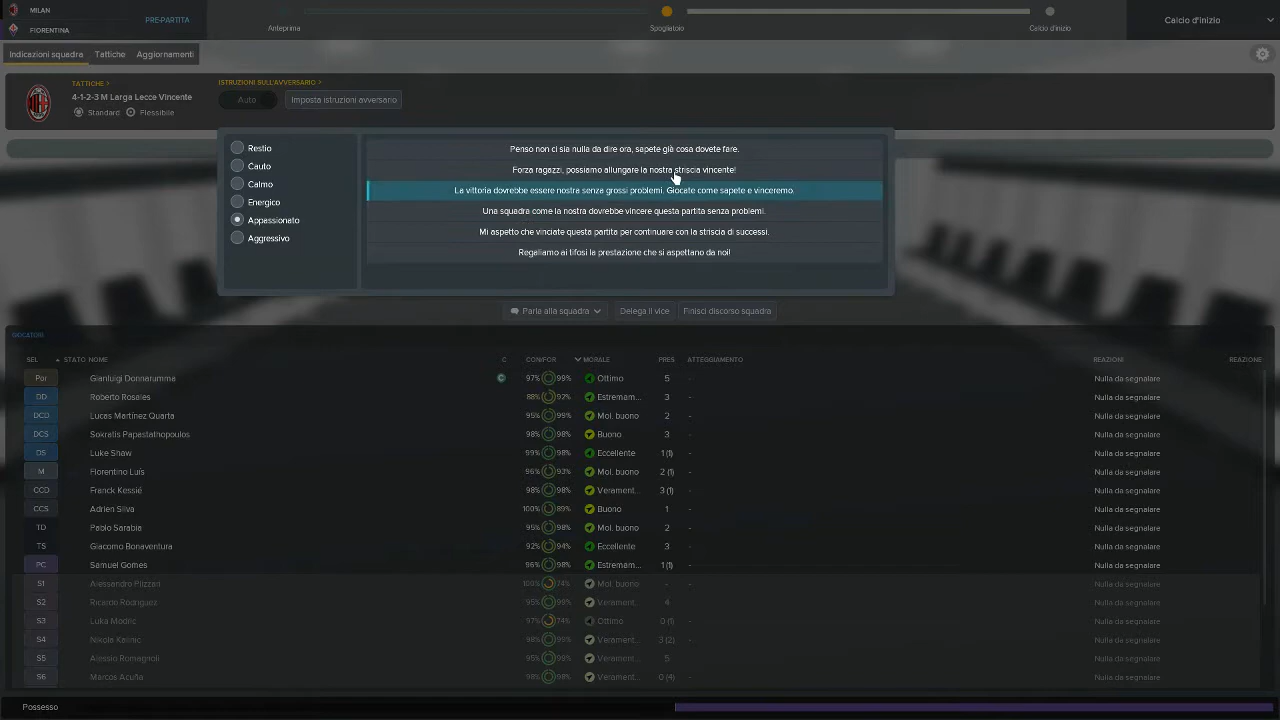 MILAN
FIORENTINA
PRE-PARTITA
Anteprima
Spogliatoio
Calcio d'inizio
Calcio d'inizio
Indicazioni squadra Tattiche Aggiornamenti
TATTICHE >
4-1-2-3 M Larga Lecce Vincente
Standard Flessibile
ISTRUZIONI SULL'AVVERSARIO >
Auto Imposta istruzioni avversario
Restio
Cauto
Calmo
Energico
Appassionato
Aggressivo
Penso non ci sia nulla da dire ora, sapete già cosa dovete fare.
Forza ragazzi, possiamo allungare la nostra striscia vincente!
La vittoria dovrebbe essere nostra senza grossi problemi. Giocate come sapete e vinceremo.
Una squadra come la nostra dovrebbe vincere questa partita senza problemi.
Mi aspetto che vinciate questa partita per continuare con la striscia di successi.
Regaliamo ai tifosi la prestazione che si aspettano da noi!
Parla alla squadra Delega il vice Finisci discorso squadra
GIOCATORI
SEL STATO NOME C CON/FOR MORALE PRES ATTEGGIAMENTO REAZIONI REAZIONE
Por Gianluigi Donnarumma C 97% 99% Ottimo 5 - Nulla da segnalare
DD Roberto Rosales 88% 92% Estremam... 3 - Nulla da segnalare
DCD Lucas Martínez Quarta 95% 99% Mol. buono 2 - Nulla da segnalare
DCS Sokratis Papastathopoulos 98% 98% Buono 3 - Nulla da segnalare
DS Luke Shaw 99% 98% Eccellente 1 (1) - Nulla da segnalare
M Florentino Luís 96% 93% Mol. buono 2 (1) - Nulla da segnalare
CCD Franck Kessié 98% 98% Verament... 3 (1) - Nulla da segnalare
CCS Adrien Silva 100% 89% Buono 1 - Nulla da segnalare
TD Pablo Sarabia 95% 98% Mol. buono 2 - Nulla da segnalare
TS Giacomo Bonaventura 92% 94% Eccellente 3 - Nulla da segnalare
PC Samuel Gomes 96% 98% Estremam... 1 (1) - Nulla da segnalare
S1 Alessandro Plizzari 100% 74% Mol. buono - - Nulla da segnalare
S2 Ricardo Rodríguez 95% 99% Verament... 4 - Nulla da segnalare
S3 Luka Modric 97% 74% Ottimo 0 (1) - Nulla da segnalare
S4 Nikola Kalinic 98% 99% Verament... 3 (2) - Nulla da segnalare
S5 Alessio Romagnoli 95% 99% Verament... 5 - Nulla da segnalare
S6 Marcos Acuña 98% 98% Verament... 0 (4) - Nulla da segnalare
Possesso